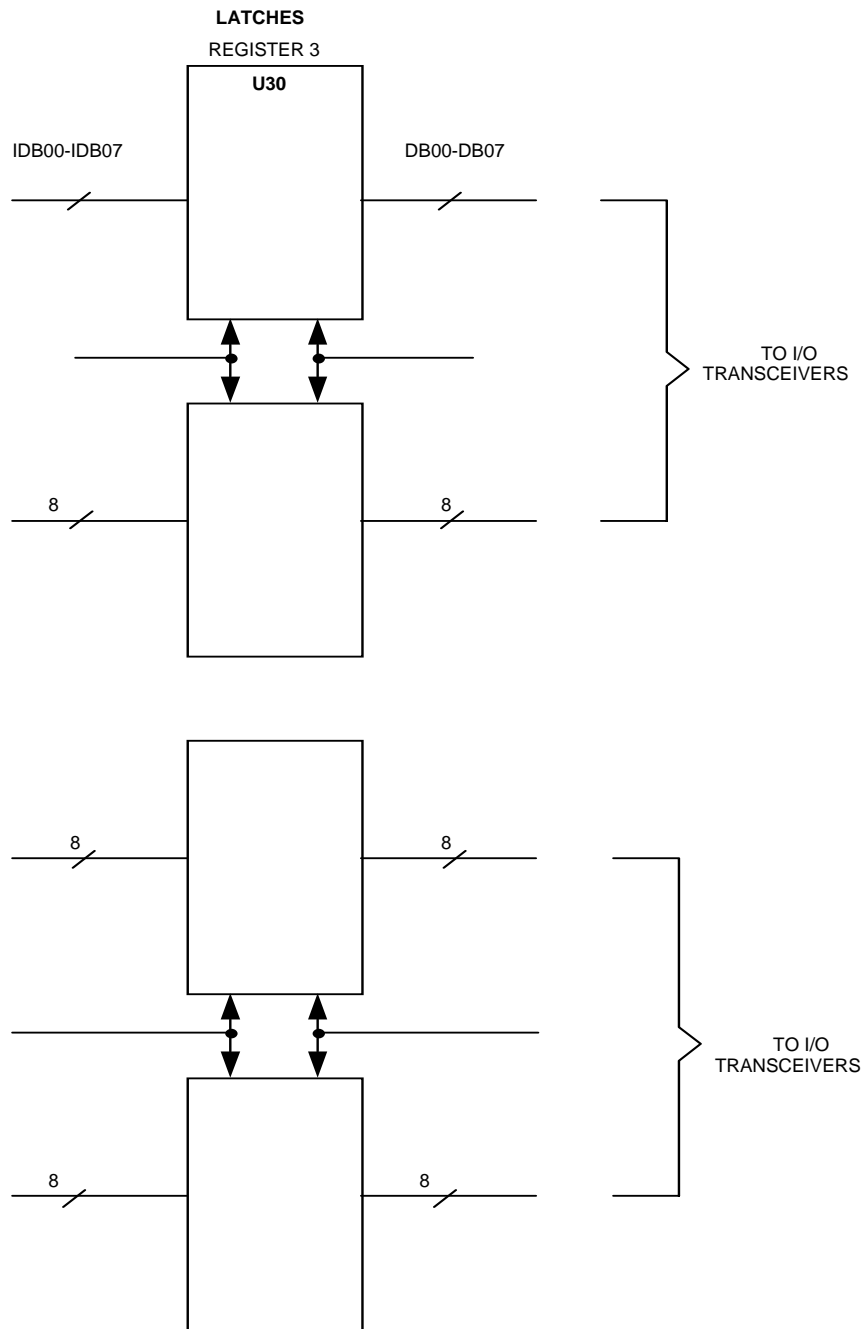 LATCHES
REGISTER 3
U30
IDB00-IDB07
DB00-DB07
TO I/O
TRANSCEIVERS
8
8
8
8
TO I/O
TRANSCEIVERS
8
8